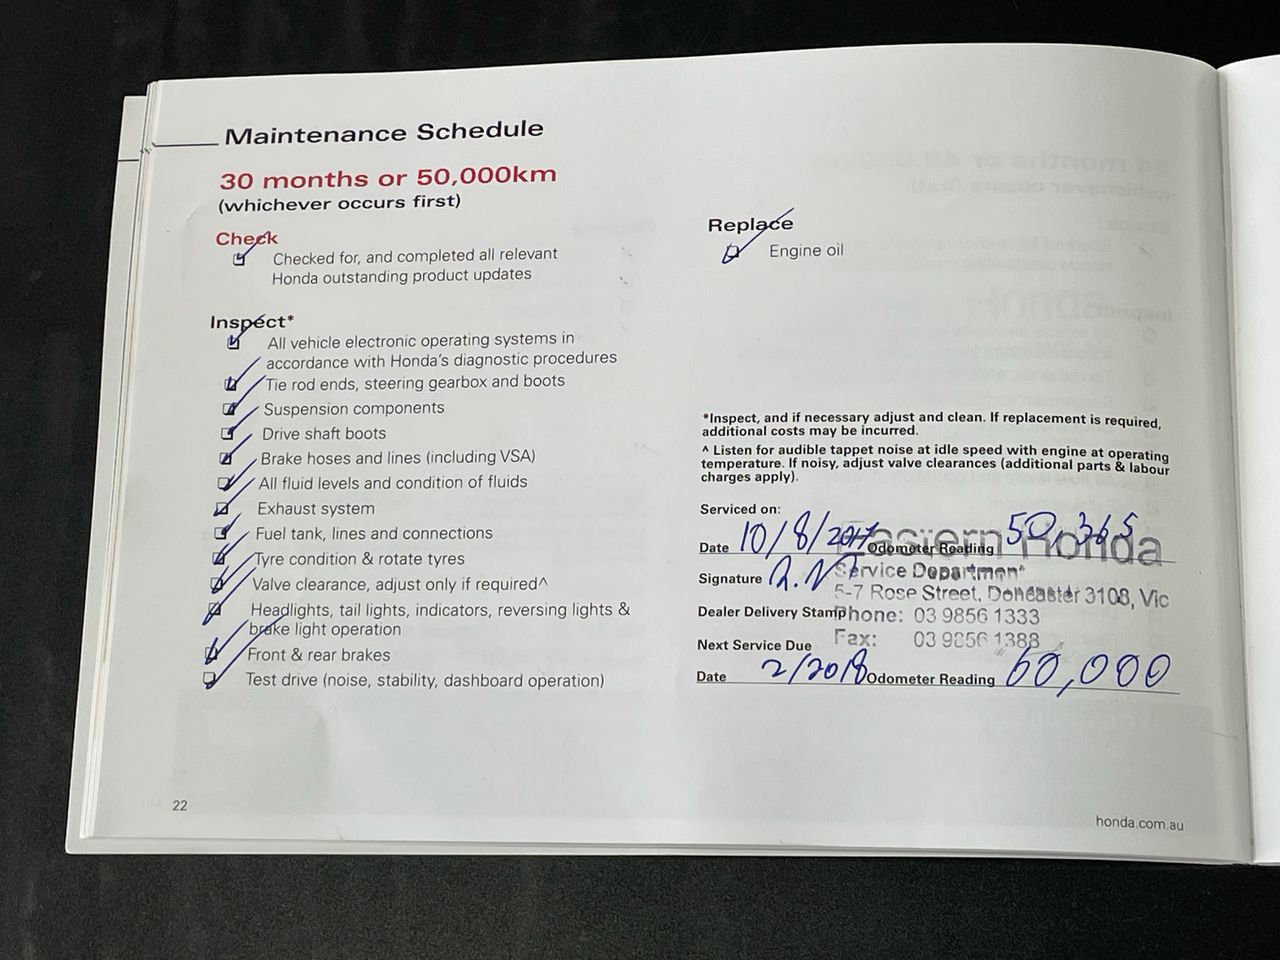 Maintenance Schedule
30 months or 50,000km
(whichever occurs first)
Check
Checked for, and completed all relevant
Honda outstanding product updates
Inspect*
All vehicle electronic operating systems in
accordance with Honda's diagnostic procedures
Tie rod ends, steering gearbox and boots
Suspension components
Drive shaft boots
Brake hoses and lines (including VSA)
All fluid levels and condition of fluids
Exhaust system
Fuel tank, lines and connections
Tyre condition & rotate tyres
Valve clearance, adjust only if required^
Headlights, tail lights, indicators, reversing lights &
brake light operation
Front & rear brakes
Test drive (noise, stability, dashboard operation)
22
Replace
Engine oil
*Inspect, and if necessary adjust and clean. If replacement is required,
additional costs may be incurred.
^ Listen for audible tappet noise at idle speed with engine at operating
temperature. If noisy, adjust valve clearances (additional parts & labour
charges apply).
Serviced on:
Date 10/8/2017 Odometer Reading 50,365
Eastern Honda
Signature
Service Department
5-7 Rose Street, Doncaster 3108, Vic
Dealer Delivery Stamp
Phone: 03 9856 1333
Fax: 03 9856 1388
Next Service Due
Date 2/2018 Odometer Reading 60,000
honda.com.au